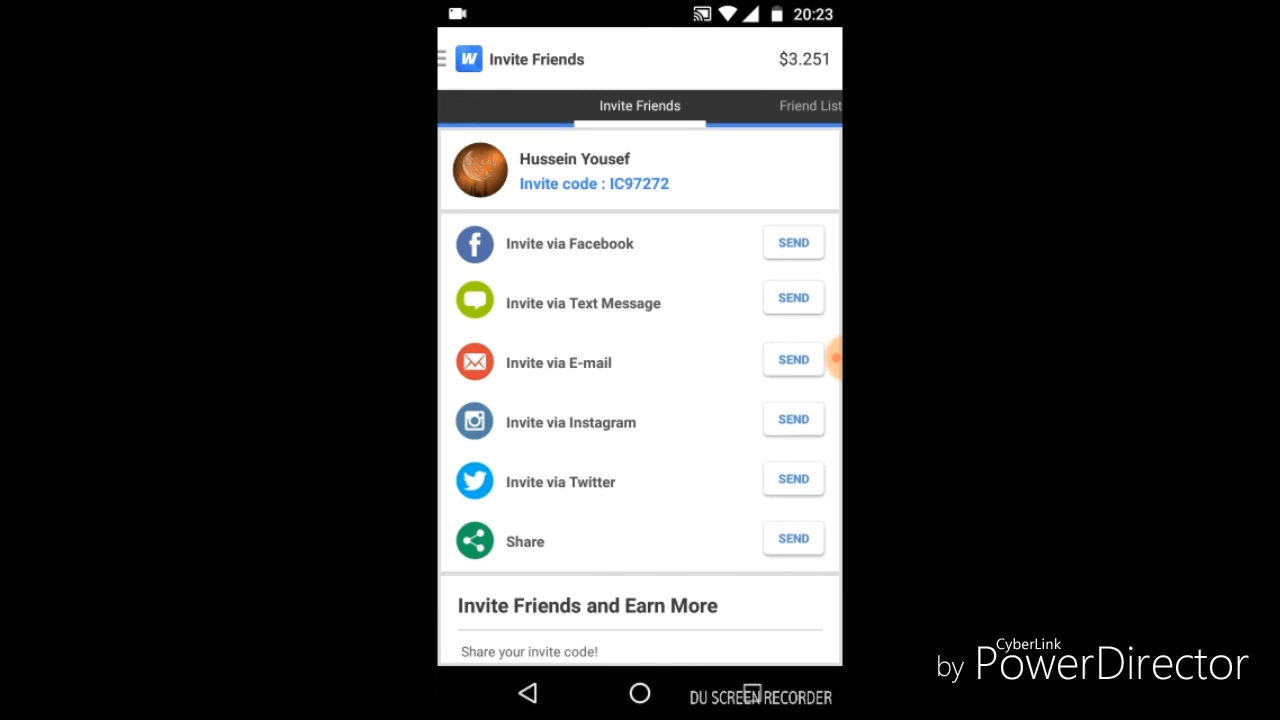 20:23
W Invite Friends $3.251
Invite Friends Friend List
Hussein Yousef
Invite code : IC97272
f Invite via Facebook SEND
Invite via Text Message SEND
Invite via E-mail SEND
Invite via Instagram SEND
Invite via Twitter SEND
Share SEND
Invite Friends and Earn More
Share your invite code!
DU SCREEN RECORDER
CyberLink
by PowerDirector